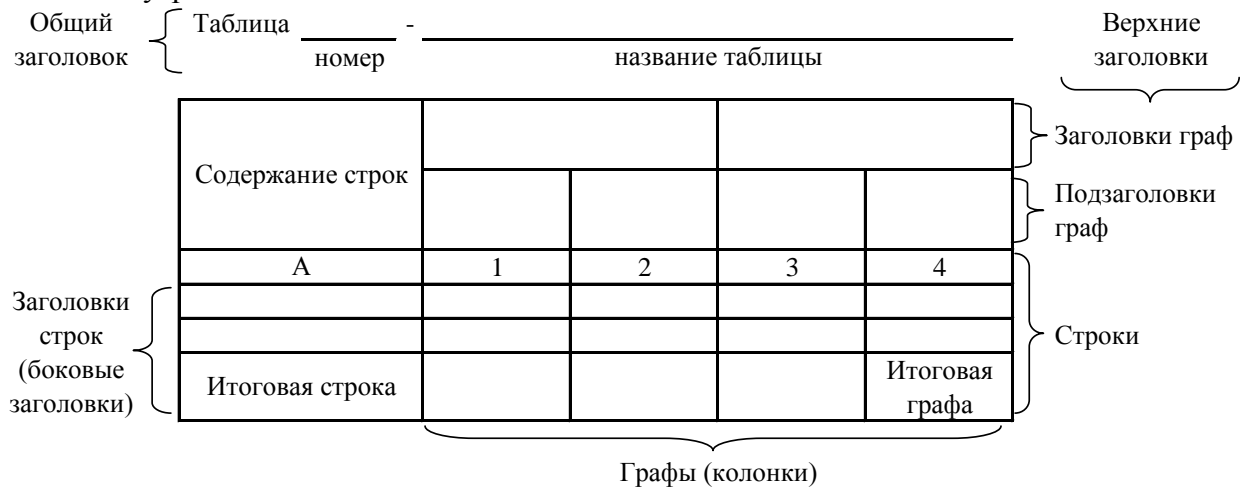 Общий
заголовок
Таблица -
номер
название таблицы
Верхние
заголовки
Содержание строк
Заголовки граф
Подзаголовки
граф
А 1 2 3 4
Заголовки
строк
(боковые
заголовки)
Строки
Итоговая строка
Итоговая
графа
Графы (колонки)